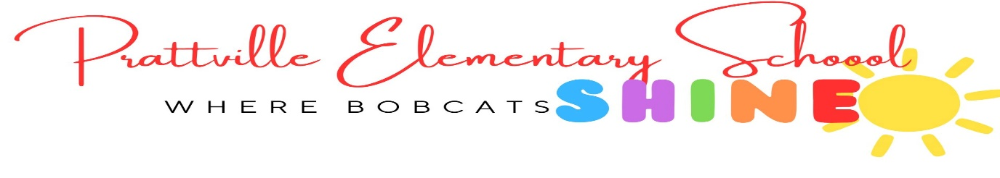 Prattville Elementary Schoool
WHERE BOBCATS SHINE